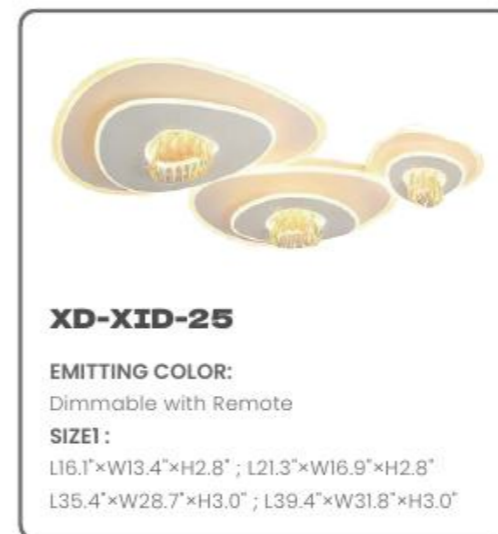 XD-XID-25
EMITTING COLOR:
Dimmable with Remote
SIZE1 :
L16.1"×W13.4"×H2.8" ; L21.3"×W16.9"×H2.8"
L35.4"×W28.7"×H3.0" ; L39.4"×W31.8"×H3.0"